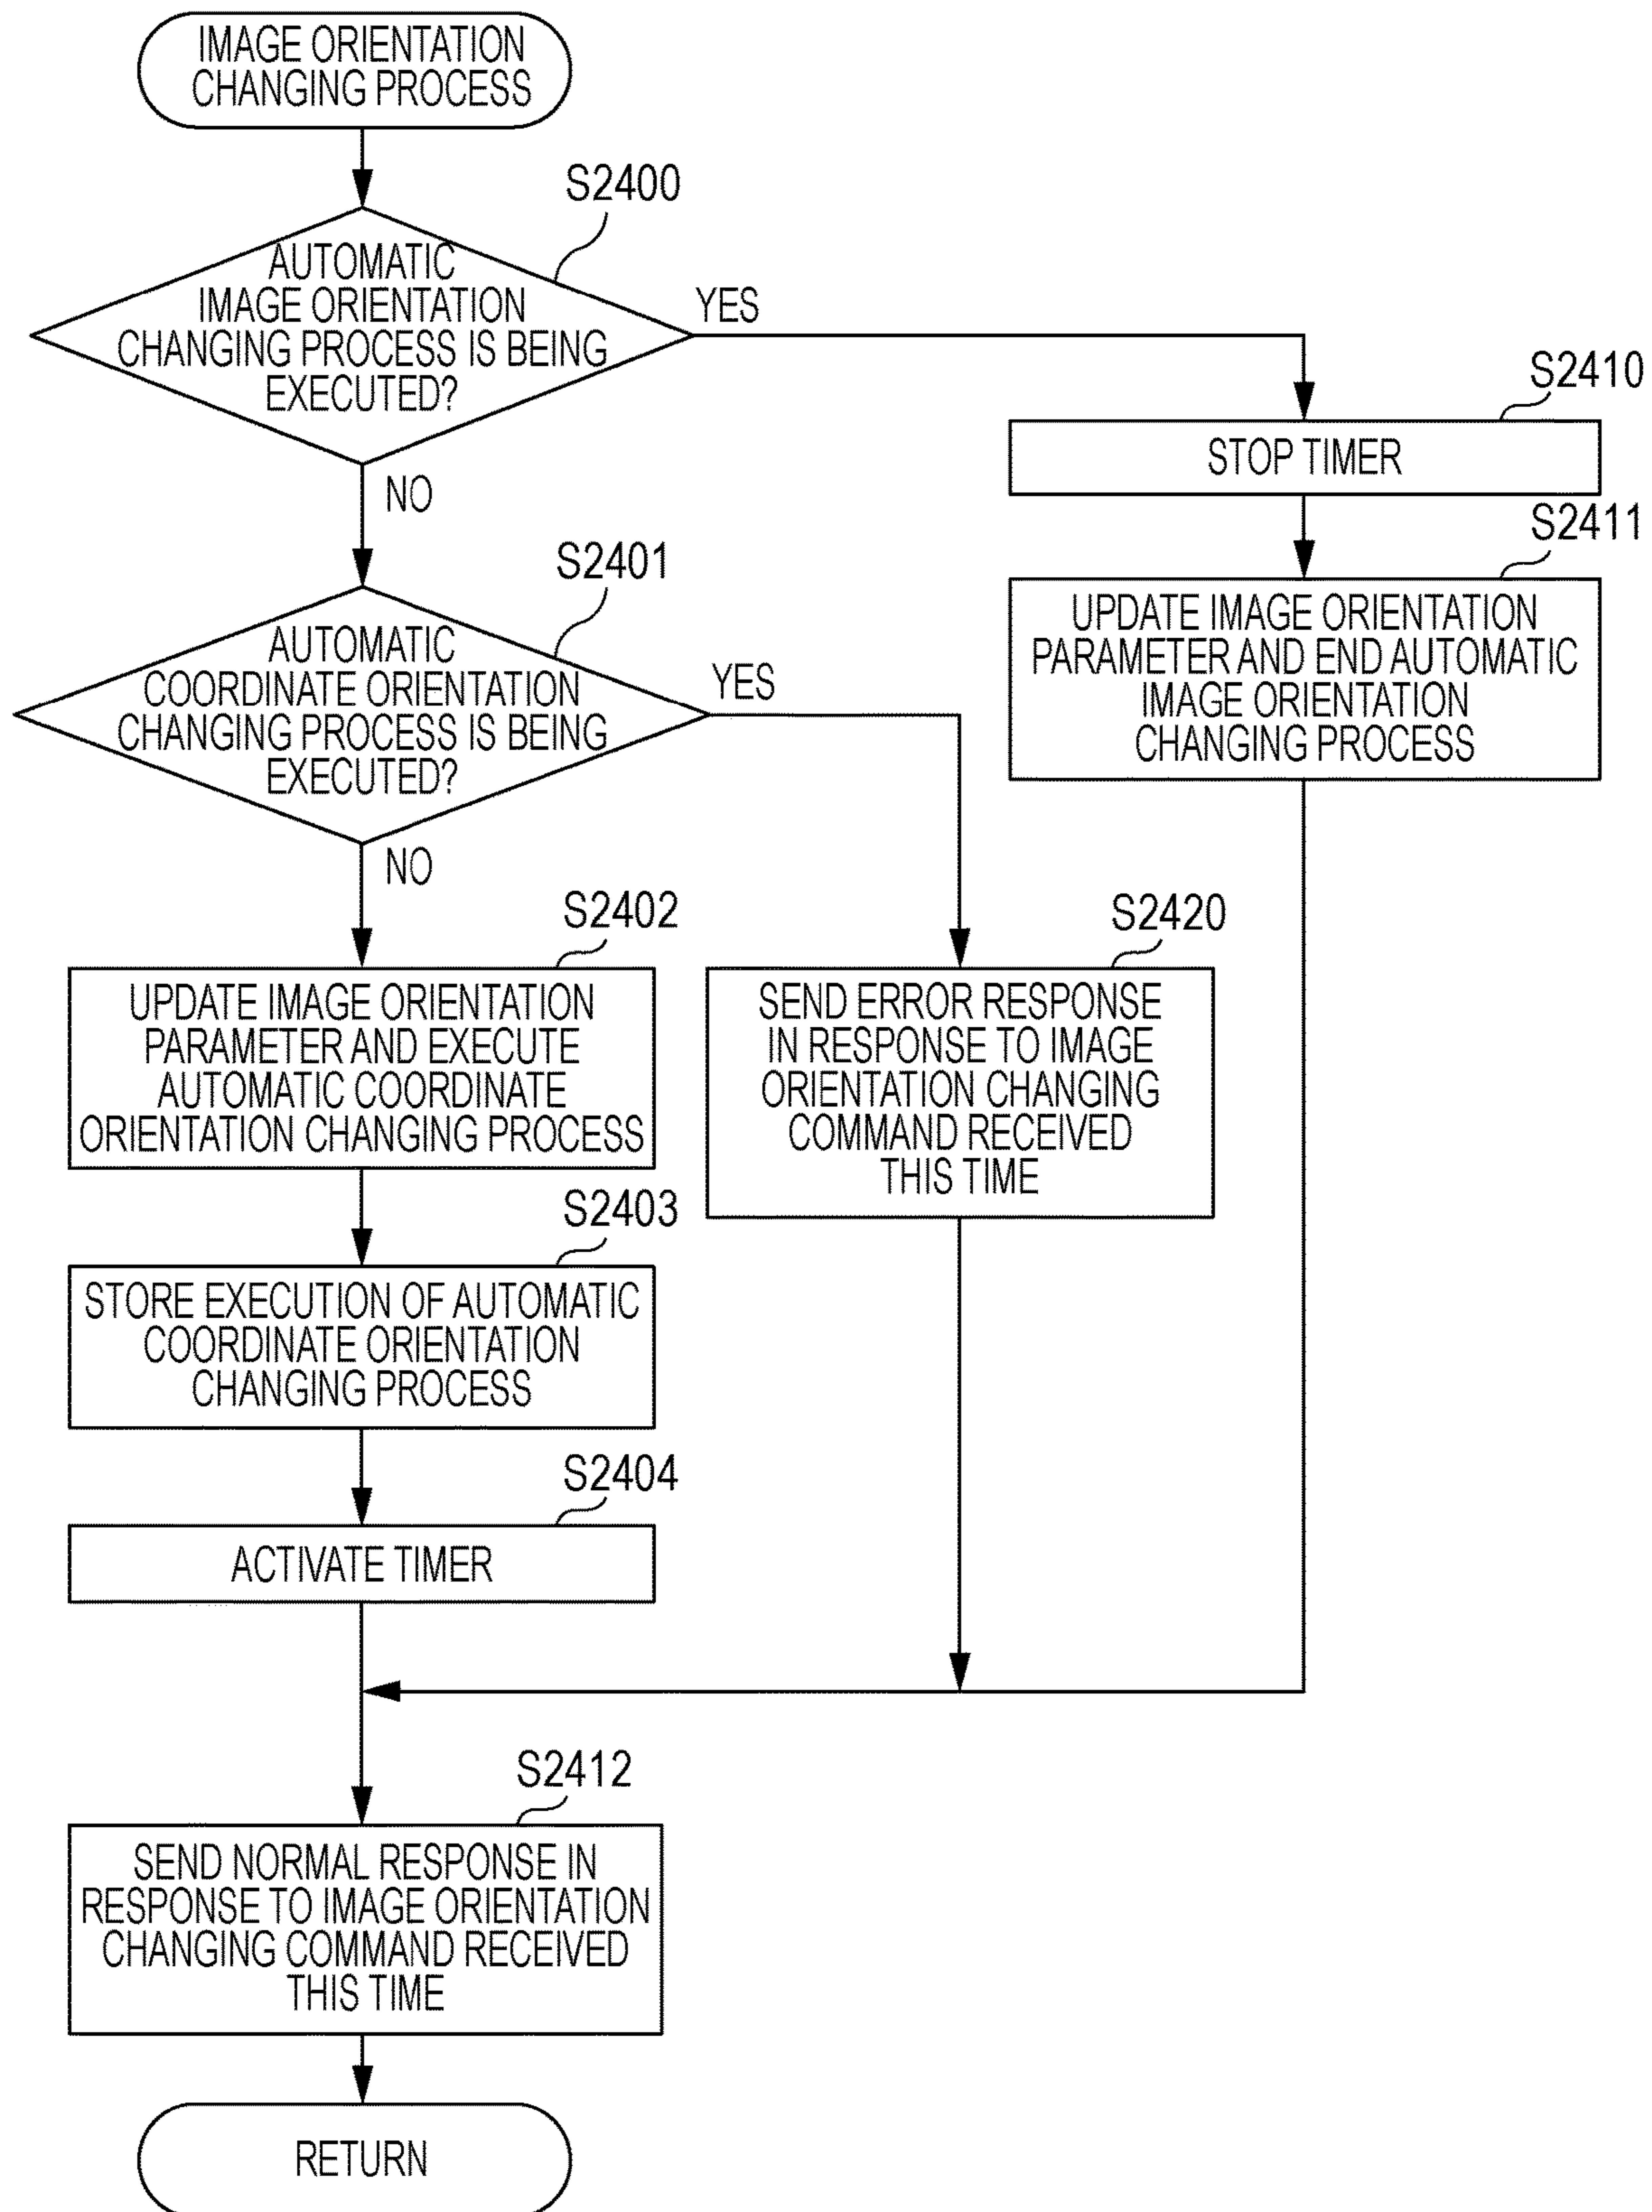 IMAGE ORIENTATION
CHANGING PROCESS
S2400
AUTOMATIC
IMAGE ORIENTATION
CHANGING PROCESS IS BEING
EXECUTED?
YES
NO
S2410
STOP TIMER
S2411
UPDATE IMAGE ORIENTATION
PARAMETER AND END AUTOMATIC
IMAGE ORIENTATION
CHANGING PROCESS
S2401
AUTOMATIC
COORDINATE ORIENTATION
CHANGING PROCESS IS BEING
EXECUTED?
YES
NO
S2402
UPDATE IMAGE ORIENTATION
PARAMETER AND EXECUTE
AUTOMATIC COORDINATE
ORIENTATION CHANGING PROCESS
S2420
SEND ERROR RESPONSE
IN RESPONSE TO IMAGE
ORIENTATION CHANGING
COMMAND RECEIVED
THIS TIME
S2403
STORE EXECUTION OF AUTOMATIC
COORDINATE ORIENTATION
CHANGING PROCESS
S2404
ACTIVATE TIMER
S2412
SEND NORMAL RESPONSE IN
RESPONSE TO IMAGE ORIENTATION
CHANGING COMMAND RECEIVED
THIS TIME
RETURN